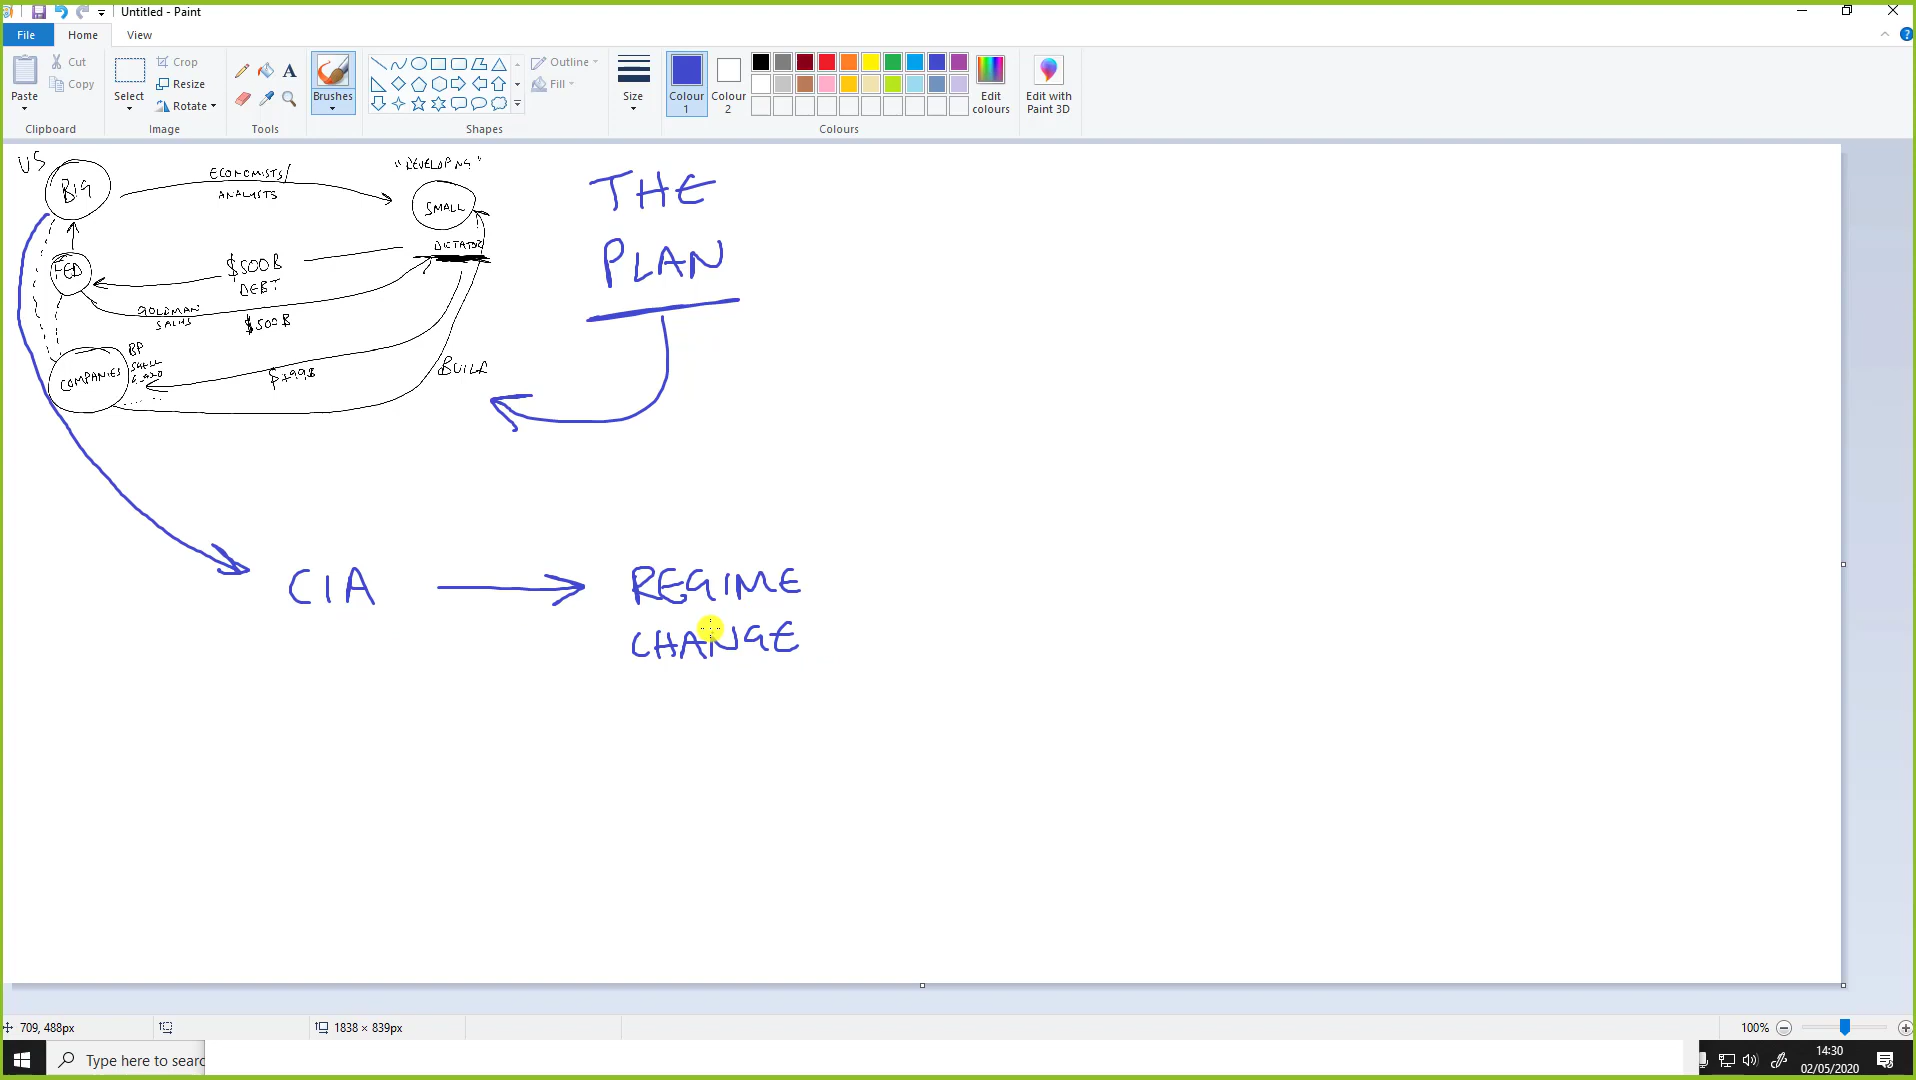 Untitled - Paint
File Home View
Cut
Copy
Paste
Clipboard
Select
Crop
Resize
Rotate
Image
Tools
Brushes
Shapes
Outline
Fill
Size
Colour 1
Colour 2
Colours
Edit colours
Edit with Paint 3D
US
BIG
ECONOMISTS/
ANALYSTS
"DEVELOPING"
SMALL
DICTATOR
FED
$500B
DEBT
GOLDMAN
SACHS
$500B
COMPANIES
BP
SHELL
BUILD
THE
PLAN
CIA
REGIME
CHANGE
709, 488px
1838 × 839px
100%
Type here to searc
14:30
02/05/2020